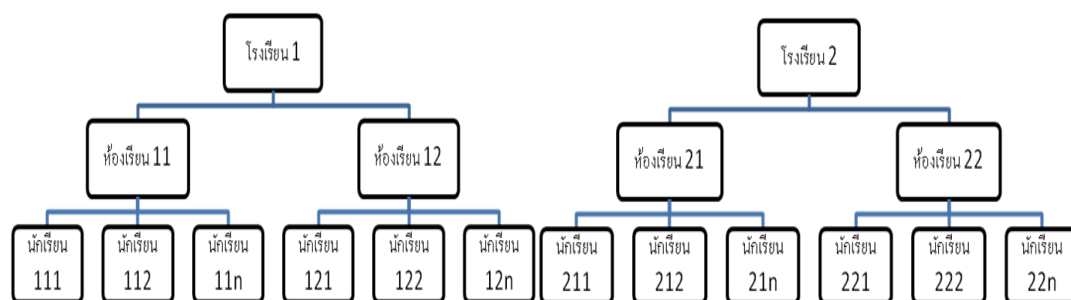 โรงเรียน 1
โรงเรียน 2
ห้องเรียน 11
ห้องเรียน 12
ห้องเรียน 21
ห้องเรียน 22
นักเรียน
111
นักเรียน
112
นักเรียน
11n
นักเรียน
121
นักเรียน
122
นักเรียน
12n
นักเรียน
211
นักเรียน
212
นักเรียน
21n
นักเรียน
221
นักเรียน
222
นักเรียน
22n